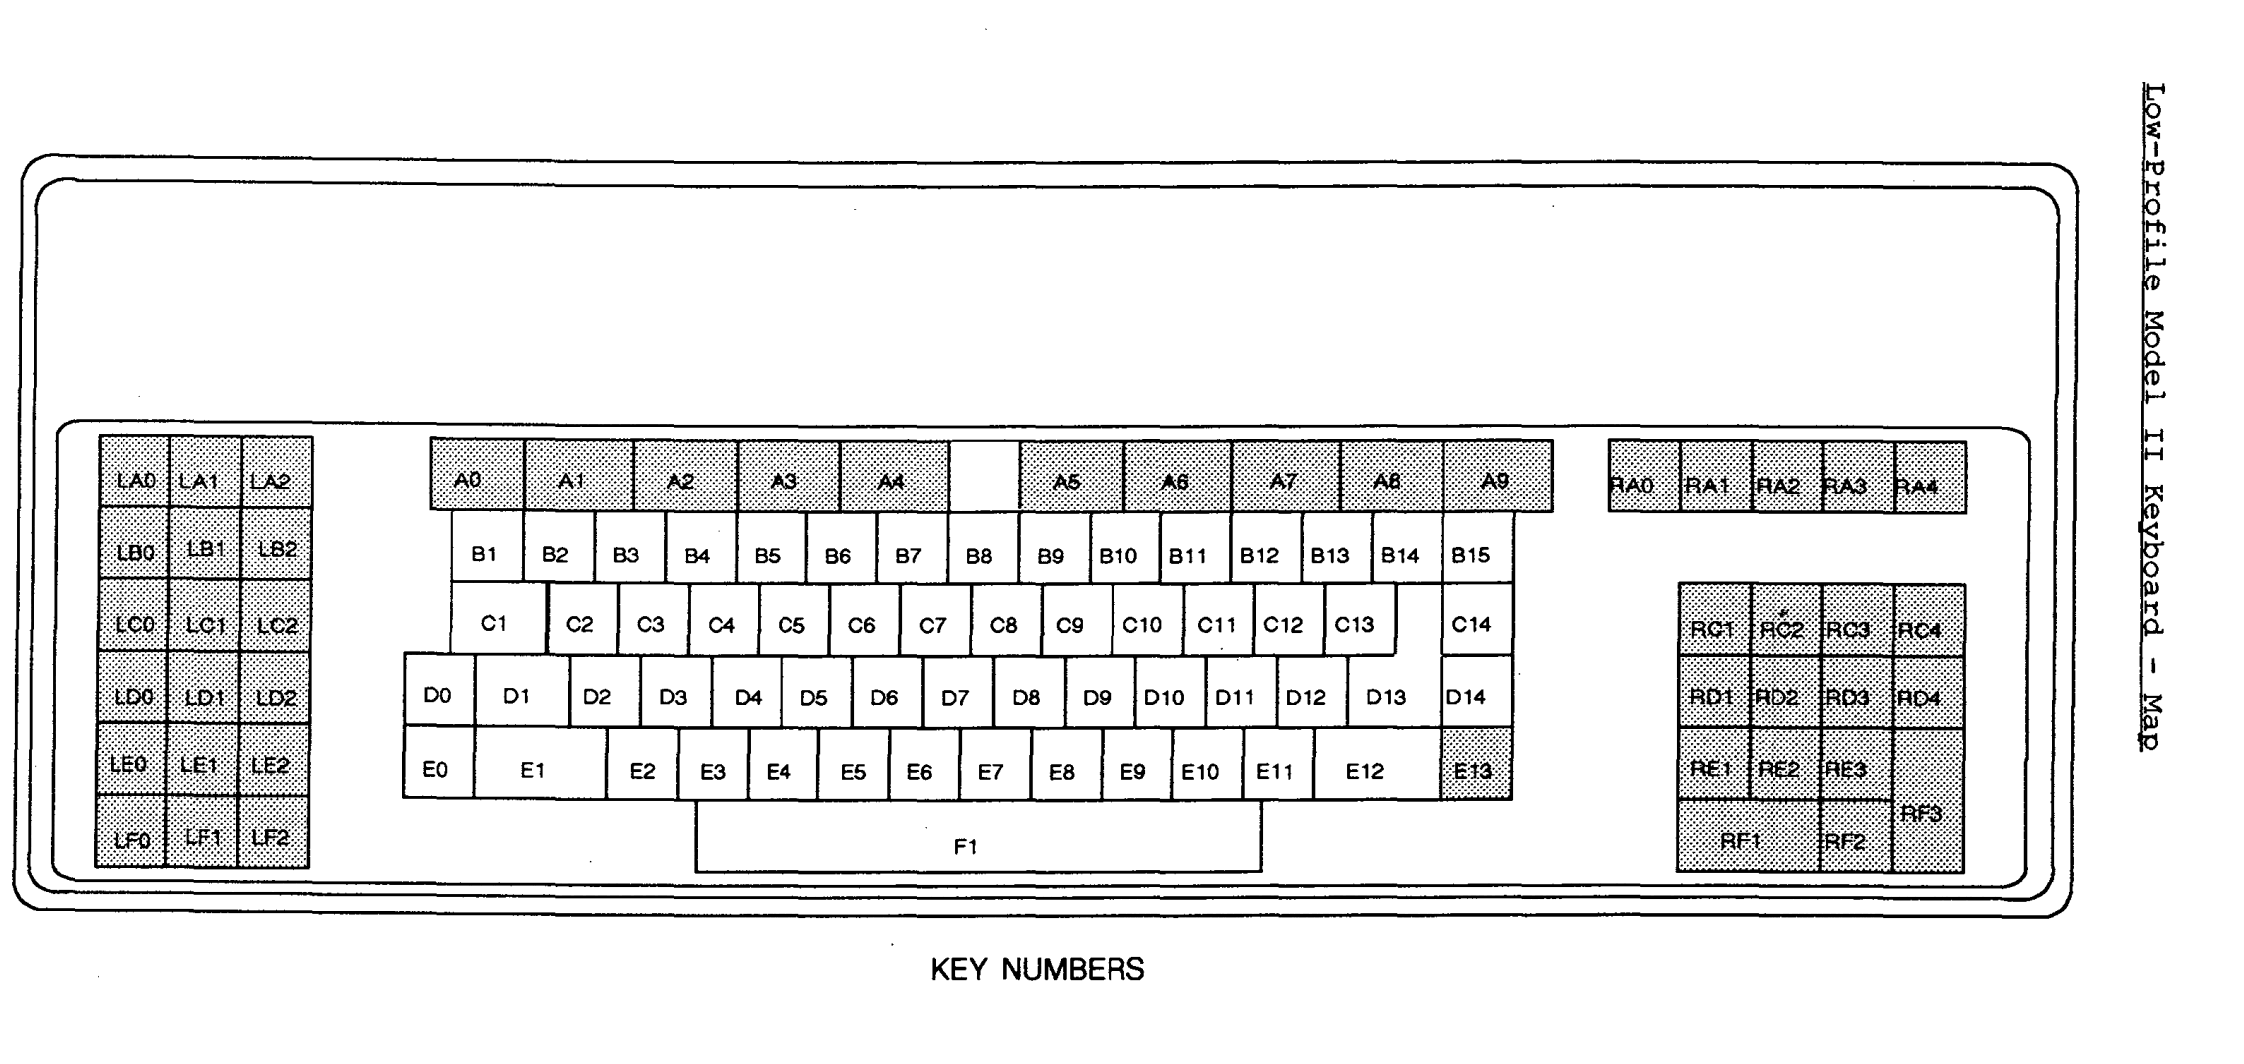 Low-Profile Model II Keyboard - Map
LA0 LA1 LA2 A0 A1 A2 A3 A4 A5 A6 A7 A8 A9 RA0 RA1 RA2 RA3 RA4
LB0 LB1 LB2 B1 B2 B3 B4 B5 B6 B7 B8 B9 B10 B11 B12 B13 B14 B15
LC0 LC1 LC2 C1 C2 C3 C4 C5 C6 C7 C8 C9 C10 C11 C12 C13 C14 RC1 RC2 RC3 RC4
LD0 LD1 LD2 D0 D1 D2 D3 D4 D5 D6 D7 D8 D9 D10 D11 D12 D13 D14 RD1 RD2 RD3 RD4
LE0 LE1 LE2 E0 E1 E2 E3 E4 E5 E6 E7 E8 E9 E10 E11 E12 E13 RE1 RE2 RE3
LF0 LF1 LF2 F1 RF1 RF2 RF3
KEY NUMBERS